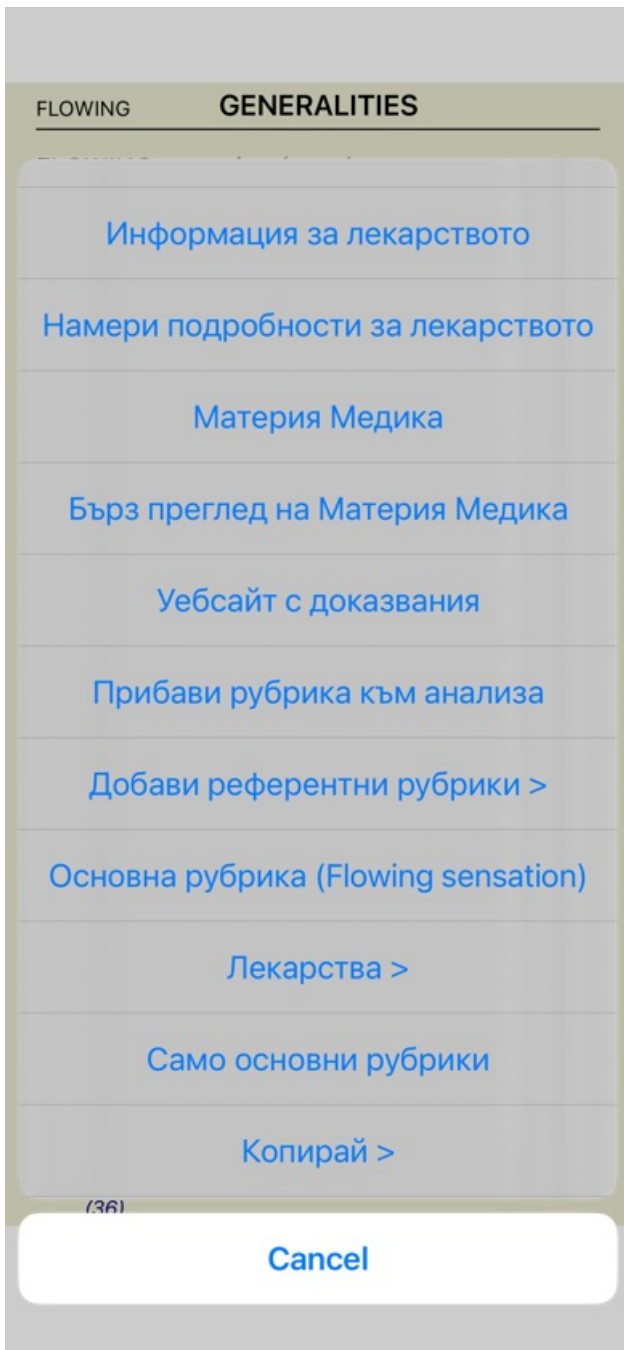 FLOWING GENERALITIES
Информация за лекарството
Намери подробности за лекарството
Материя Медика
Бърз преглед на Материя Медика
Уебсайт с доказвания
Прибави рубрика към анализа
Добави референтни рубрики >
Основна рубрика (Flowing sensation)
Лекарства >
Само основни рубрики
Копирай >
(36)
Cancel